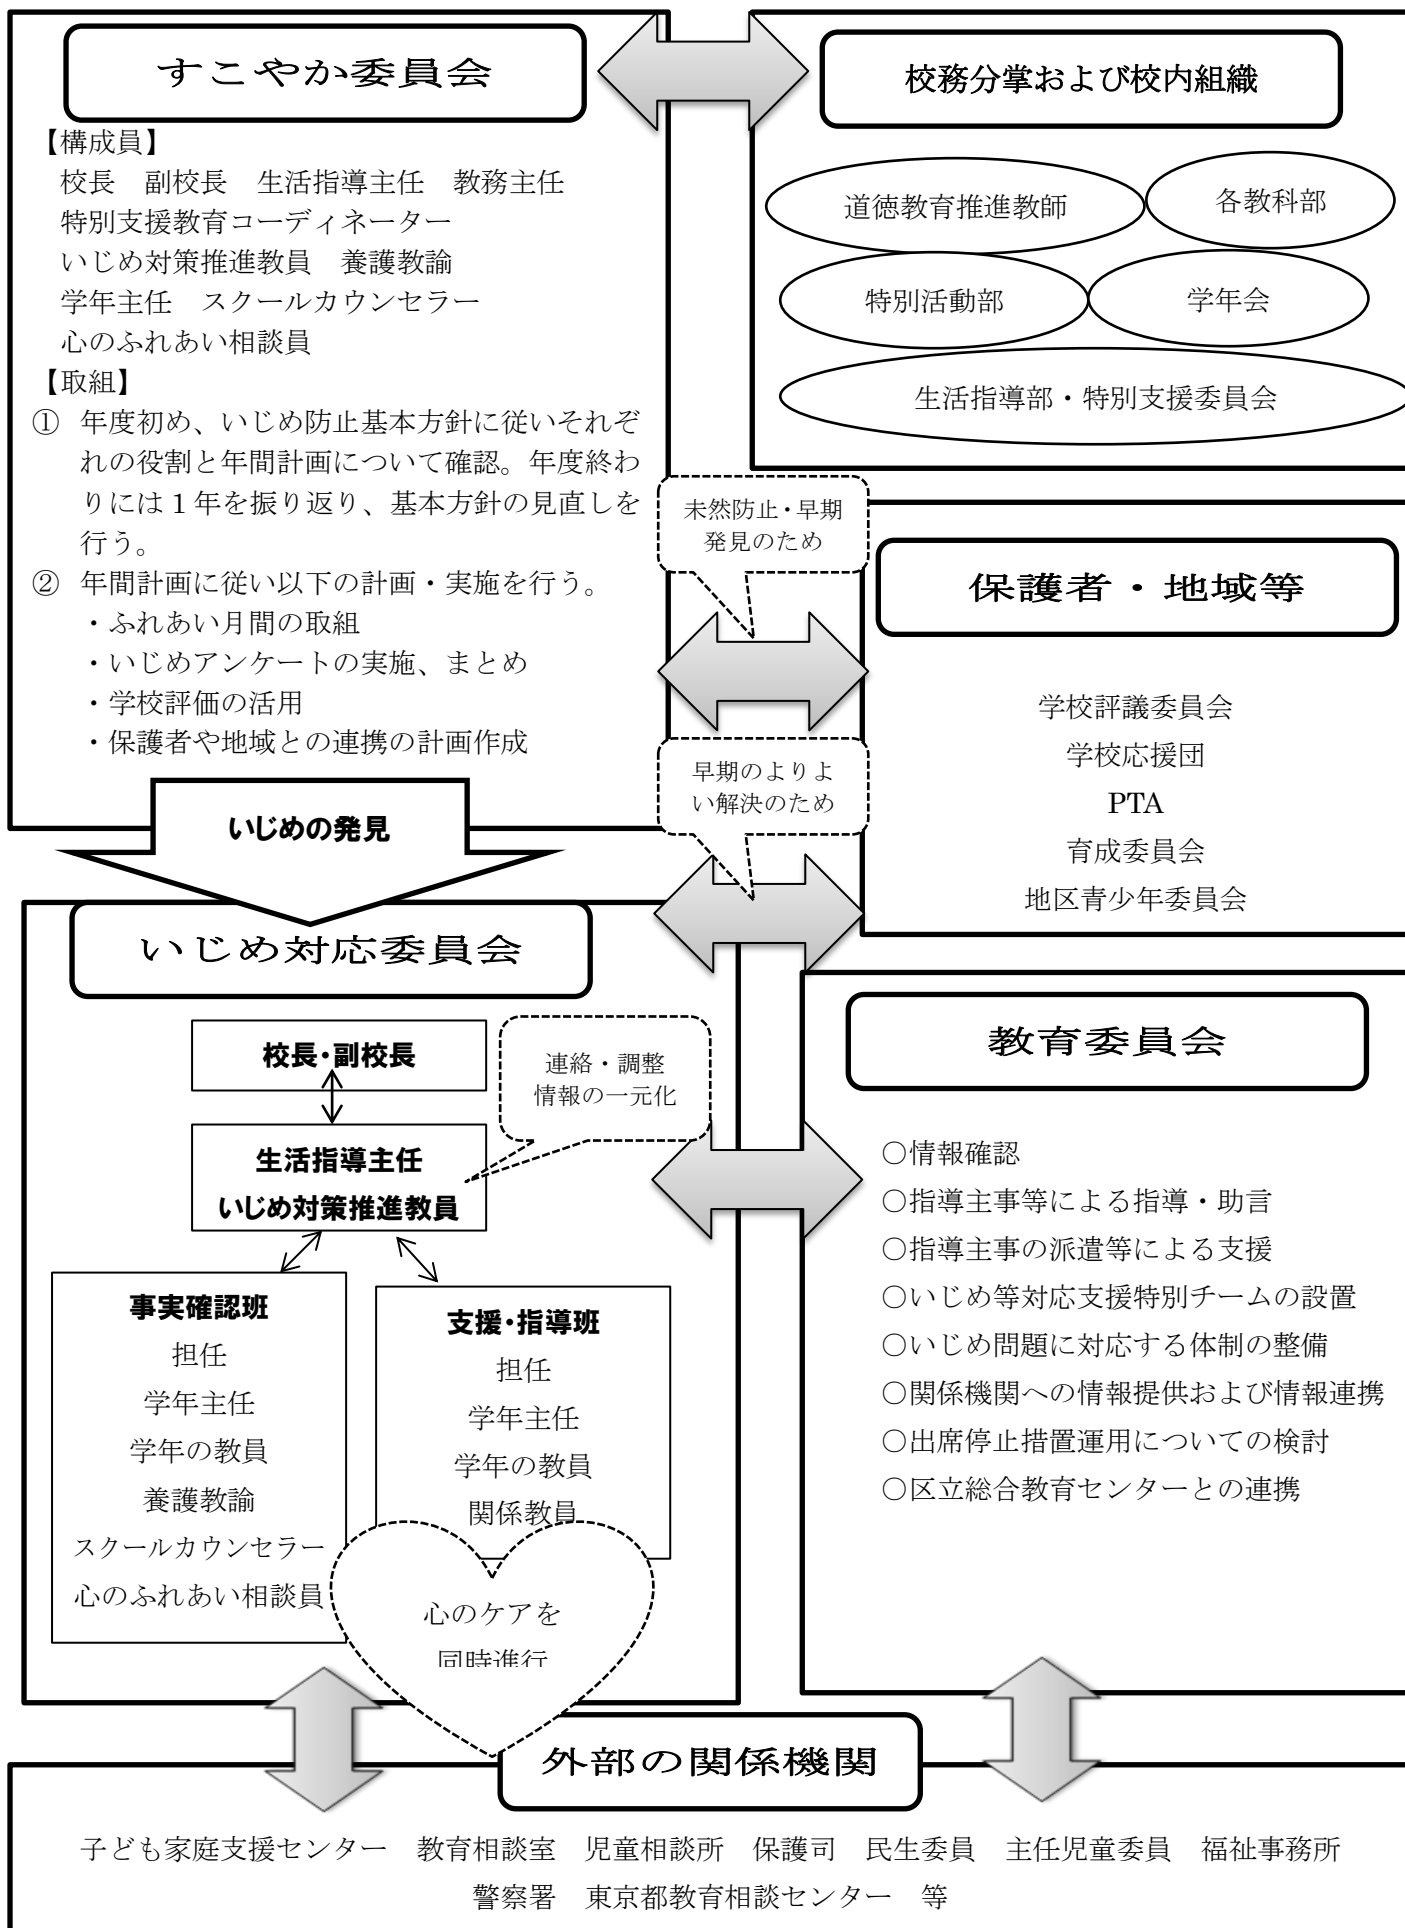 すこやか委員会
【構成員】
校長　副校長　生活指導主任　教務主任
特別支援教育コーディネーター
いじめ対策推進教員　養護教諭
学年主任　スクールカウンセラー
心のふれあい相談員
【取組】
①　年度初め、いじめ防止基本方針に従いそれぞ
れの役割と年間計画について確認。年度終わ
りには1年を振り返り、基本方針の見直しを
行う。
②　年間計画に従い以下の計画・実施を行う。
・ふれあい月間の取組
・いじめアンケートの実施、まとめ
・学校評価の活用
・保護者や地域との連携の計画作成
校務分掌および校内組織
道徳教育推進教師
各教科部
特別活動部
学年会
生活指導部・特別支援委員会
未然防止・早期
発見のため
保護者・地域等
学校評議委員会
学校応援団
PTA
育成委員会
地区青少年委員会
早期のよりよ
い解決のため
いじめの発見
いじめ対応委員会
校長・副校長
連絡・調整
情報の一元化
生活指導主任
いじめ対策推進教員
事実確認班
担任
学年主任
学年の教員
養護教諭
スクールカウンセラー
心のふれあい相談員
支援・指導班
担任
学年主任
学年の教員
関係教員
心のケアを
同時進行
教育委員会
○情報確認
○指導主事等による指導・助言
○指導主事の派遣等による支援
○いじめ等対応支援特別チームの設置
○いじめ問題に対応する体制の整備
○関係機関への情報提供および情報連携
○出席停止措置運用についての検討
○区立総合教育センターとの連携
外部の関係機関
子ども家庭支援センター　教育相談室　児童相談所　保護司　民生委員　主任児童委員　福祉事務所
警察署　東京都教育相談センター　等